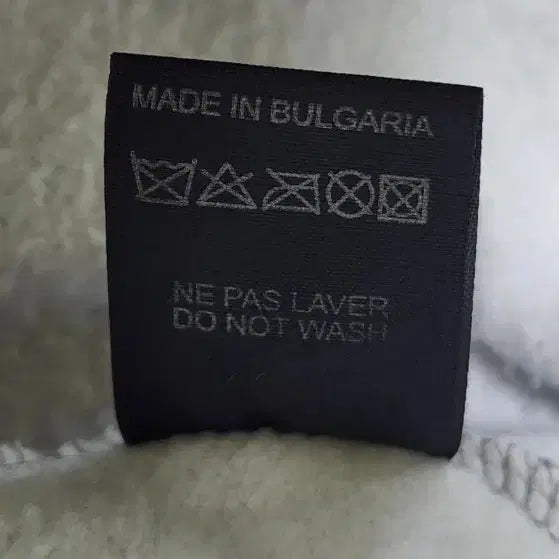 MADE IN BULGARIA
NE PAS LAVER
DO NOT WASH